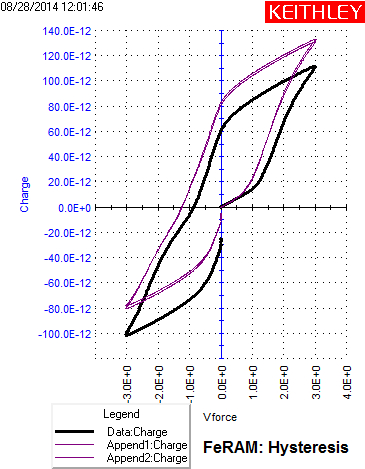 08/28/2014 12:01:46
KEITHLEY
140.0E-12
120.0E-12
100.0E-12
80.0E-12
60.0E-12
40.0E-12
20.0E-12
0.0E+0
-20.0E-12
-40.0E-12
-60.0E-12
-80.0E-12
-100.0E-12
Charge
-3.0E+0
-2.0E+0
-1.0E+0
0.0E+0
1.0E+0
2.0E+0
3.0E+0
4.0E+0
Vforce
Legend
Data:Charge
Append1:Charge
Append2:Charge
FeRAM: Hysteresis